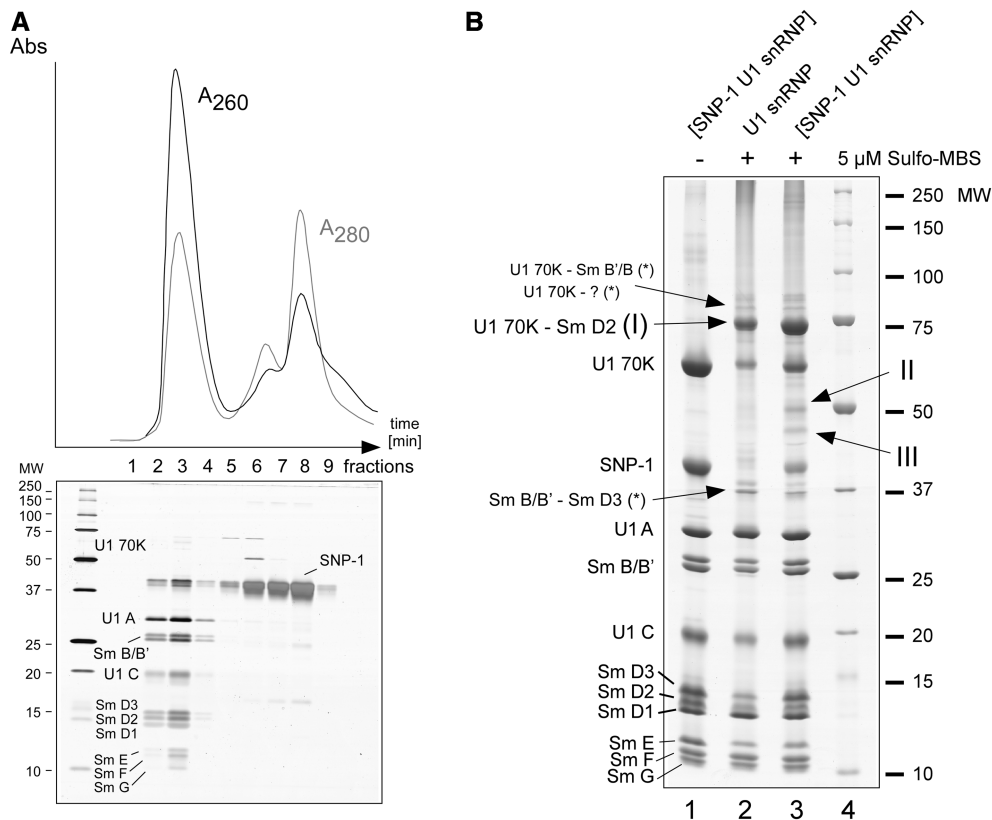 A
Abs
A260
A280
time
[min]
1 2 3 4 5 6 7 8 9 fractions
MW
250
150
100
75
50
37
25
20
15
10
U1 70K
SNP-1
U1 A
Sm B/B'
U1 C
Sm D3
Sm D2
Sm D1
Sm E
Sm F
Sm G
B
[SNP-1 U1 snRNP]
U1 snRNP
[SNP-1 U1 snRNP]
- + + 5 µM Sulfo-MBS
250 MW
150
100
75
50
37
25
20
15
10
U1 70K - Sm B'/B (*)
U1 70K - ? (*)
U1 70K - Sm D2 (I)
U1 70K
II
III
SNP-1
Sm B/B' - Sm D3 (*)
U1 A
Sm B/B'
U1 C
Sm D3
Sm D2
Sm D1
Sm E
Sm F
Sm G
1 2 3 4